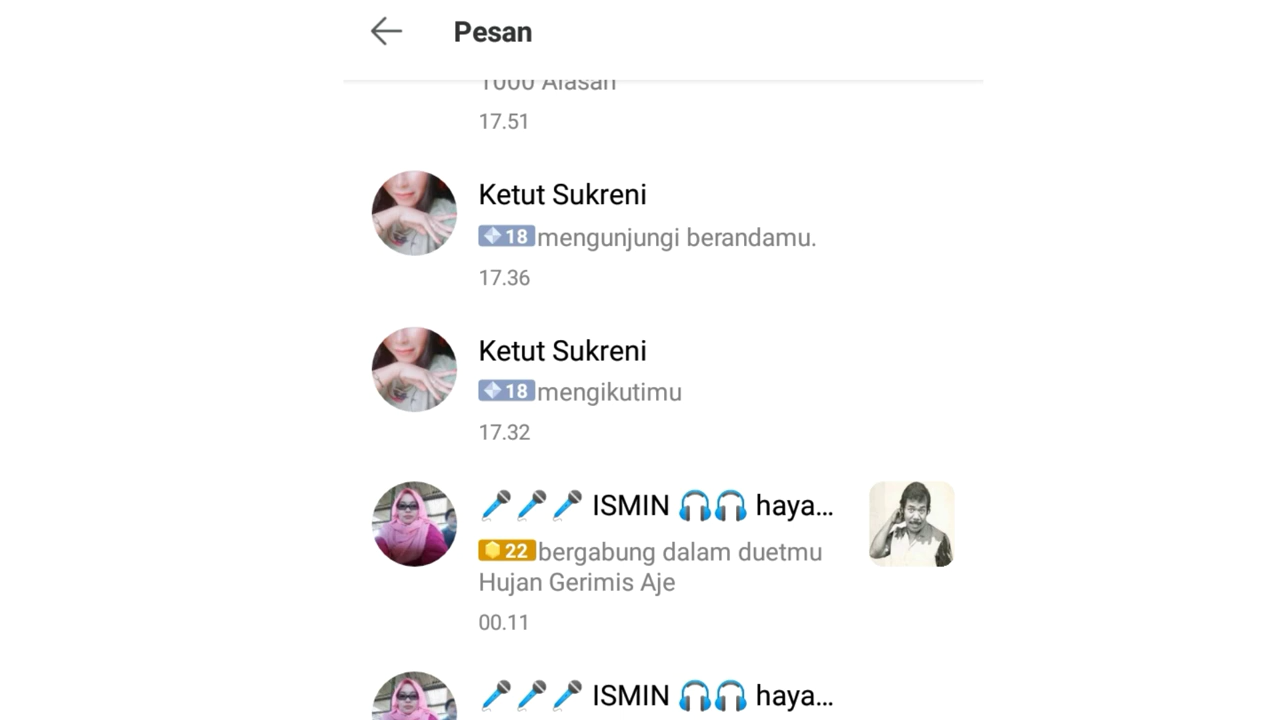 Pesan
1000 Alasan
17.51
Ketut Sukreni
18 mengunjungi berandamu.
17.36
Ketut Sukreni
18 mengikutimu
17.32
🎤🎤🎤 ISMIN 🎧🎧 haya...
22 bergabung dalam duetmu
Hujan Gerimis Aje
00.11
🎤🎤🎤 ISMIN 🎧🎧 haya...